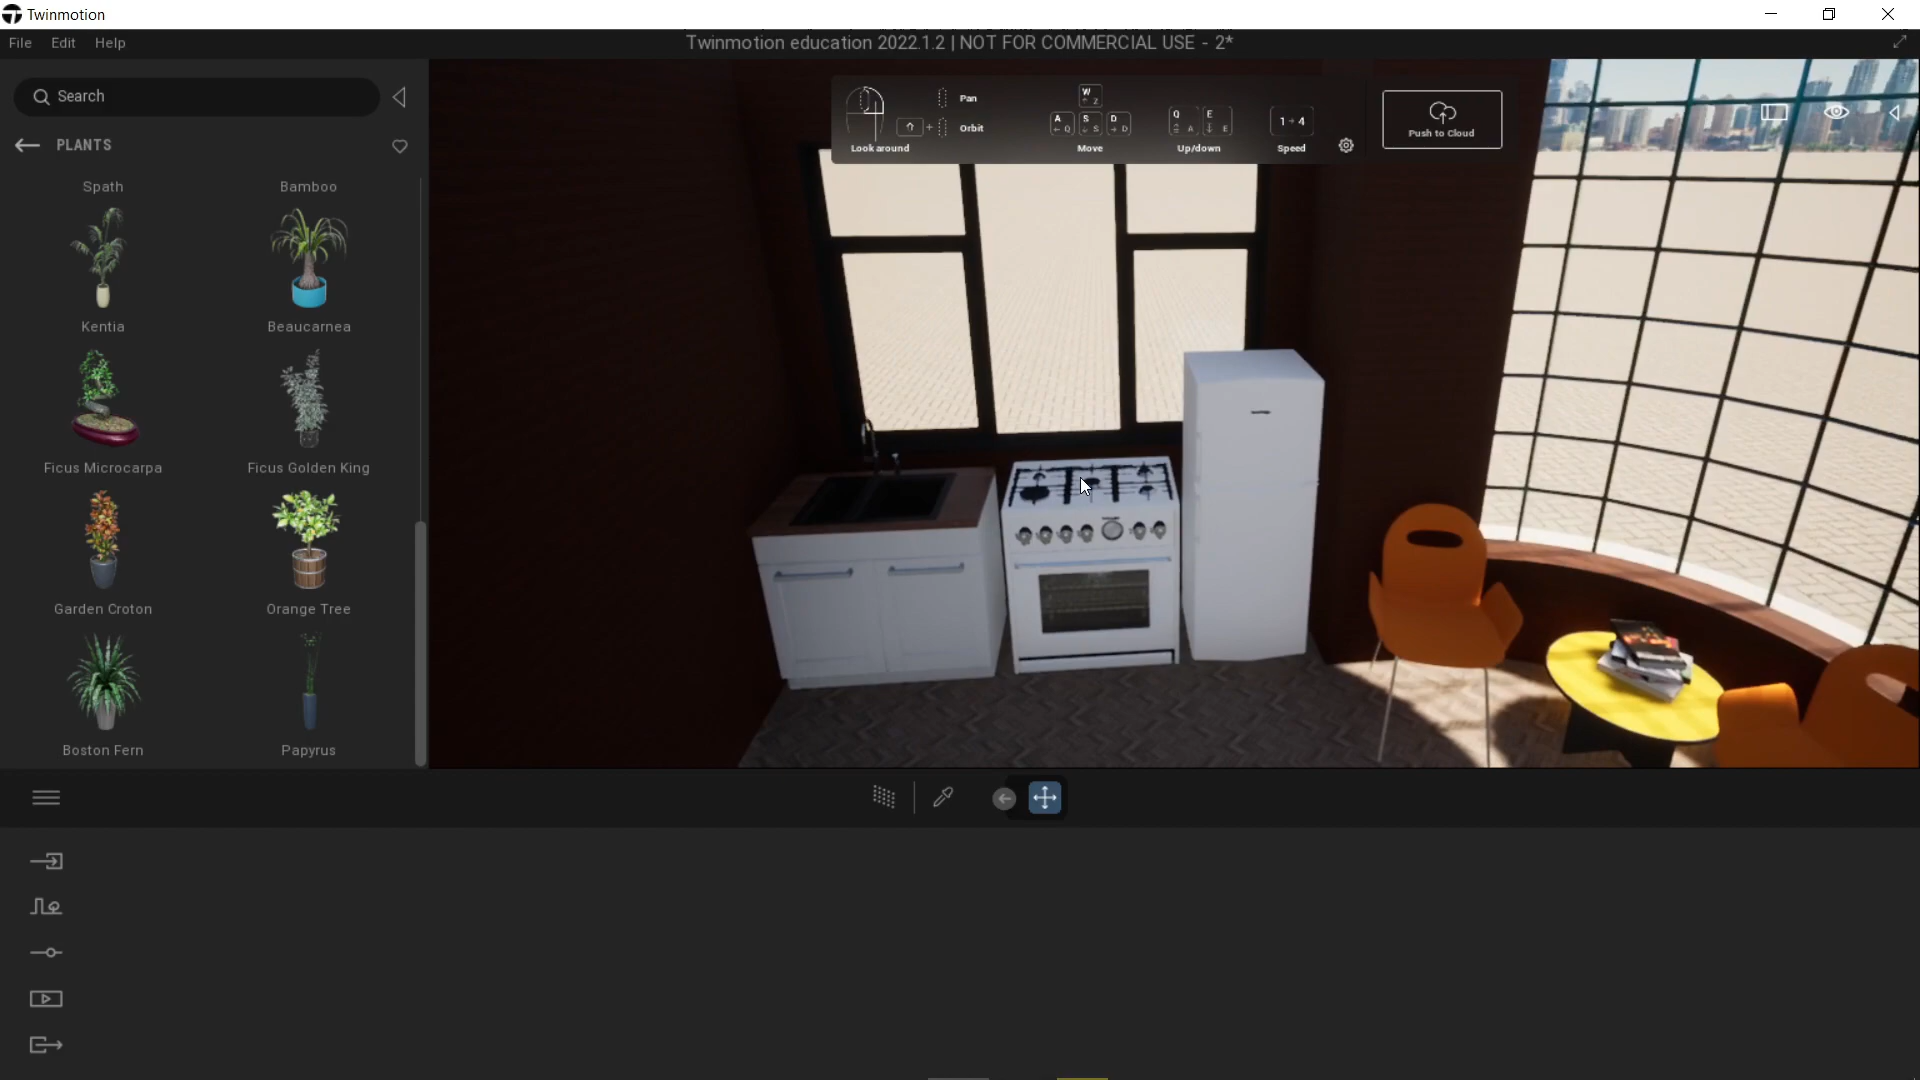 Twinmotion
File Edit Help
Twinmotion education 2022.1.2 | NOT FOR COMMERCIAL USE - 2*
Search
PLANTS
Spath Bamboo
Kentia Beaucarnea
Ficus Microcarpa Ficus Golden King
Garden Croton Orange Tree
Boston Fern Papyrus
Pan
Orbit
Look around
W
Z
A S D
Q S D
Move
Q E
A E
Up/down
1 4
Speed
Push to Cloud